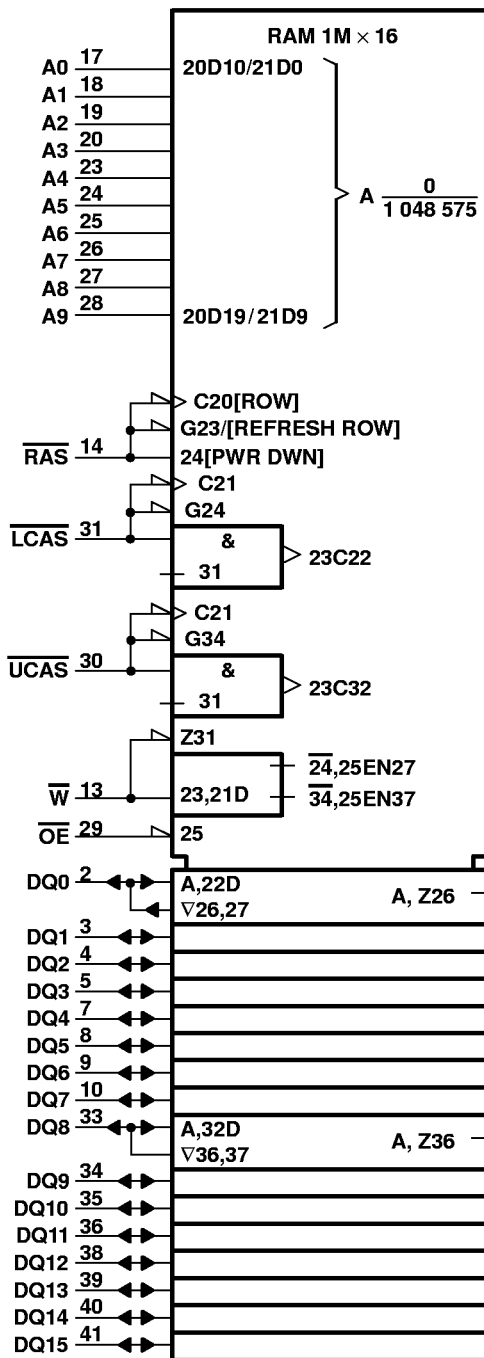 RAM 1M × 16
A0 17 20D10/21D0
A1 18
A2 19
A3 20
A4 23
A5 24
A6 25
A7 26
A8 27
A9 28 20D19/21D9
A 0
1 048 575
C20[ROW]
G23/[REFRESH ROW]
RAS 14 24[PWR DWN]
C21
G24
LCAS 31 &
31
23C22
C21
G34
UCAS 30 &
31
23C32
Z31
24,25EN27
W 13 23,21D 34,25EN37
OE 29 25
DQ0 2 A,22D A, Z26
∇26,27
DQ1 3
DQ2 4
DQ3 5
DQ4 7
DQ5 8
DQ6 9
DQ7 10
DQ8 33 A,32D A, Z36
∇36,37
DQ9 34
DQ10 35
DQ11 36
DQ12 38
DQ13 39
DQ14 40
DQ15 41